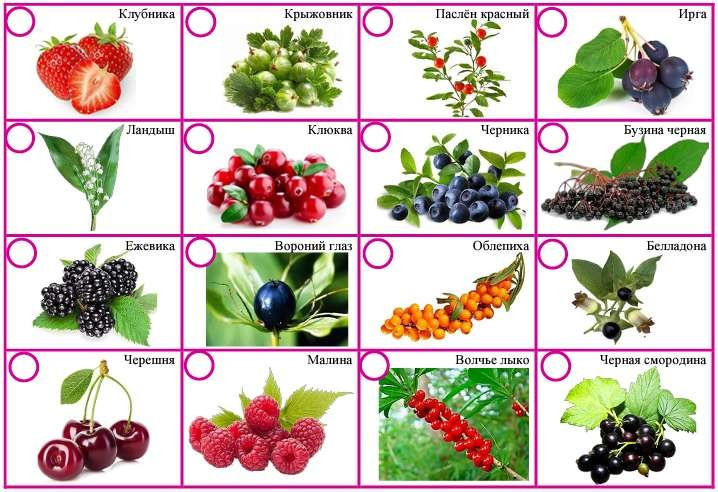 Клубника
Крыжовник
Паслён красный
Ирга
Ландыш
Клюква
Черника
Бузина черная
Ежевика
Вороний глаз
Облепиха
Белладона
Черешня
Малина
Волчье лыко
Черная смородина